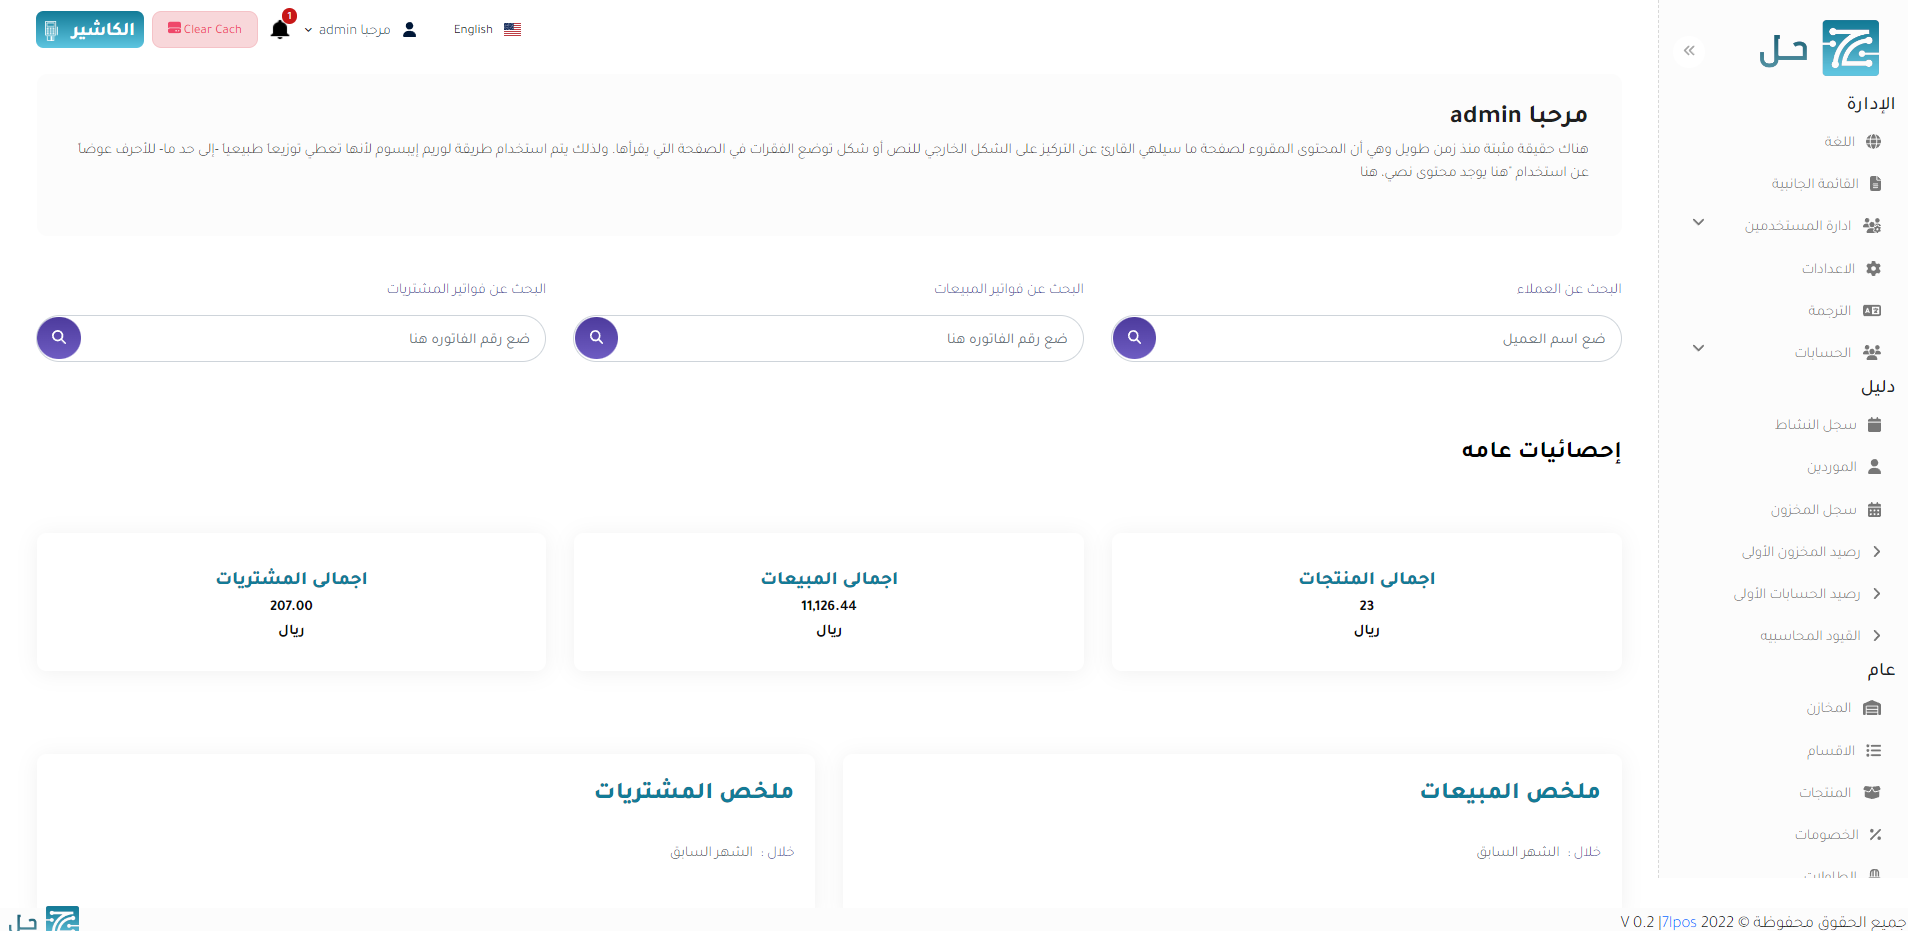 حل
الإدارة
اللغة
القائمة الجانبية
ادارة المستخدمين
الاعدادات
الترجمة
الحسابات
دليل
سجل النشاط
الموردين
سجل المخزون
رصيد المخزون الأولى
رصيد الحسابات الأولى
القيود المحاسبيه
عام
المخازن
الاقسام
المنتجات
الخصومات
الطاولات
English
مرحبا admin
1
Clear Cach
الكاشير
مرحبا admin
هناك حقيقة مثبتة منذ زمن طويل وهي أن المحتوى المقروء لصفحة ما سيلهي القارئ عن التركيز على الشكل الخارجي للنص أو شكل توضع الفقرات في الصفحة التي يقرأها. ولذلك يتم استخدام طريقة لوريم إيبسوم لأنها تعطي توزيعاَ طبيعياَ -إلى حد ما- للأحرف عوضاَ
عن استخدام "هنا يوجد محتوى نصي، هنا
البحث عن العملاء
ضع اسم العميل
البحث عن فواتير المبيعات
ضع رقم الفاتوره هنا
البحث عن فواتير المشتريات
ضع رقم الفاتوره هنا
إحصائيات عامه
اجمالى المنتجات
23
ريال
اجمالى المبيعات
11,126.44
ريال
اجمالى المشتريات
207.00
ريال
ملخص المبيعات
خلال : الشهر السابق
ملخص المشتريات
خلال : الشهر السابق
جميع الحقوق محفوظة © 2022 7lpos| V 0.2
حل